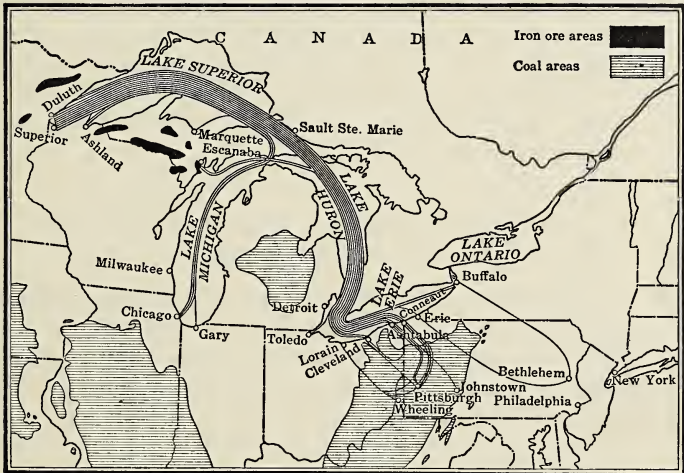 CANADA
Iron ore areas
Coal areas
LAKE SUPERIOR
Duluth
Superior
Ashland
Marquette
Escanaba
Sault Ste. Marie
LAKE
HURON
LAKE
MICHIGAN
LAKE
ONTARIO
Milwaukee
Buffalo
LAKE
ERIE
Conneaut
Detroit
Erie
Chicago
Gary
Toledo
Ashtabula
Lorain
Cleveland
Bethlehem
Johnstown
New York
Pittsburgh
Philadelphia
Wheeling